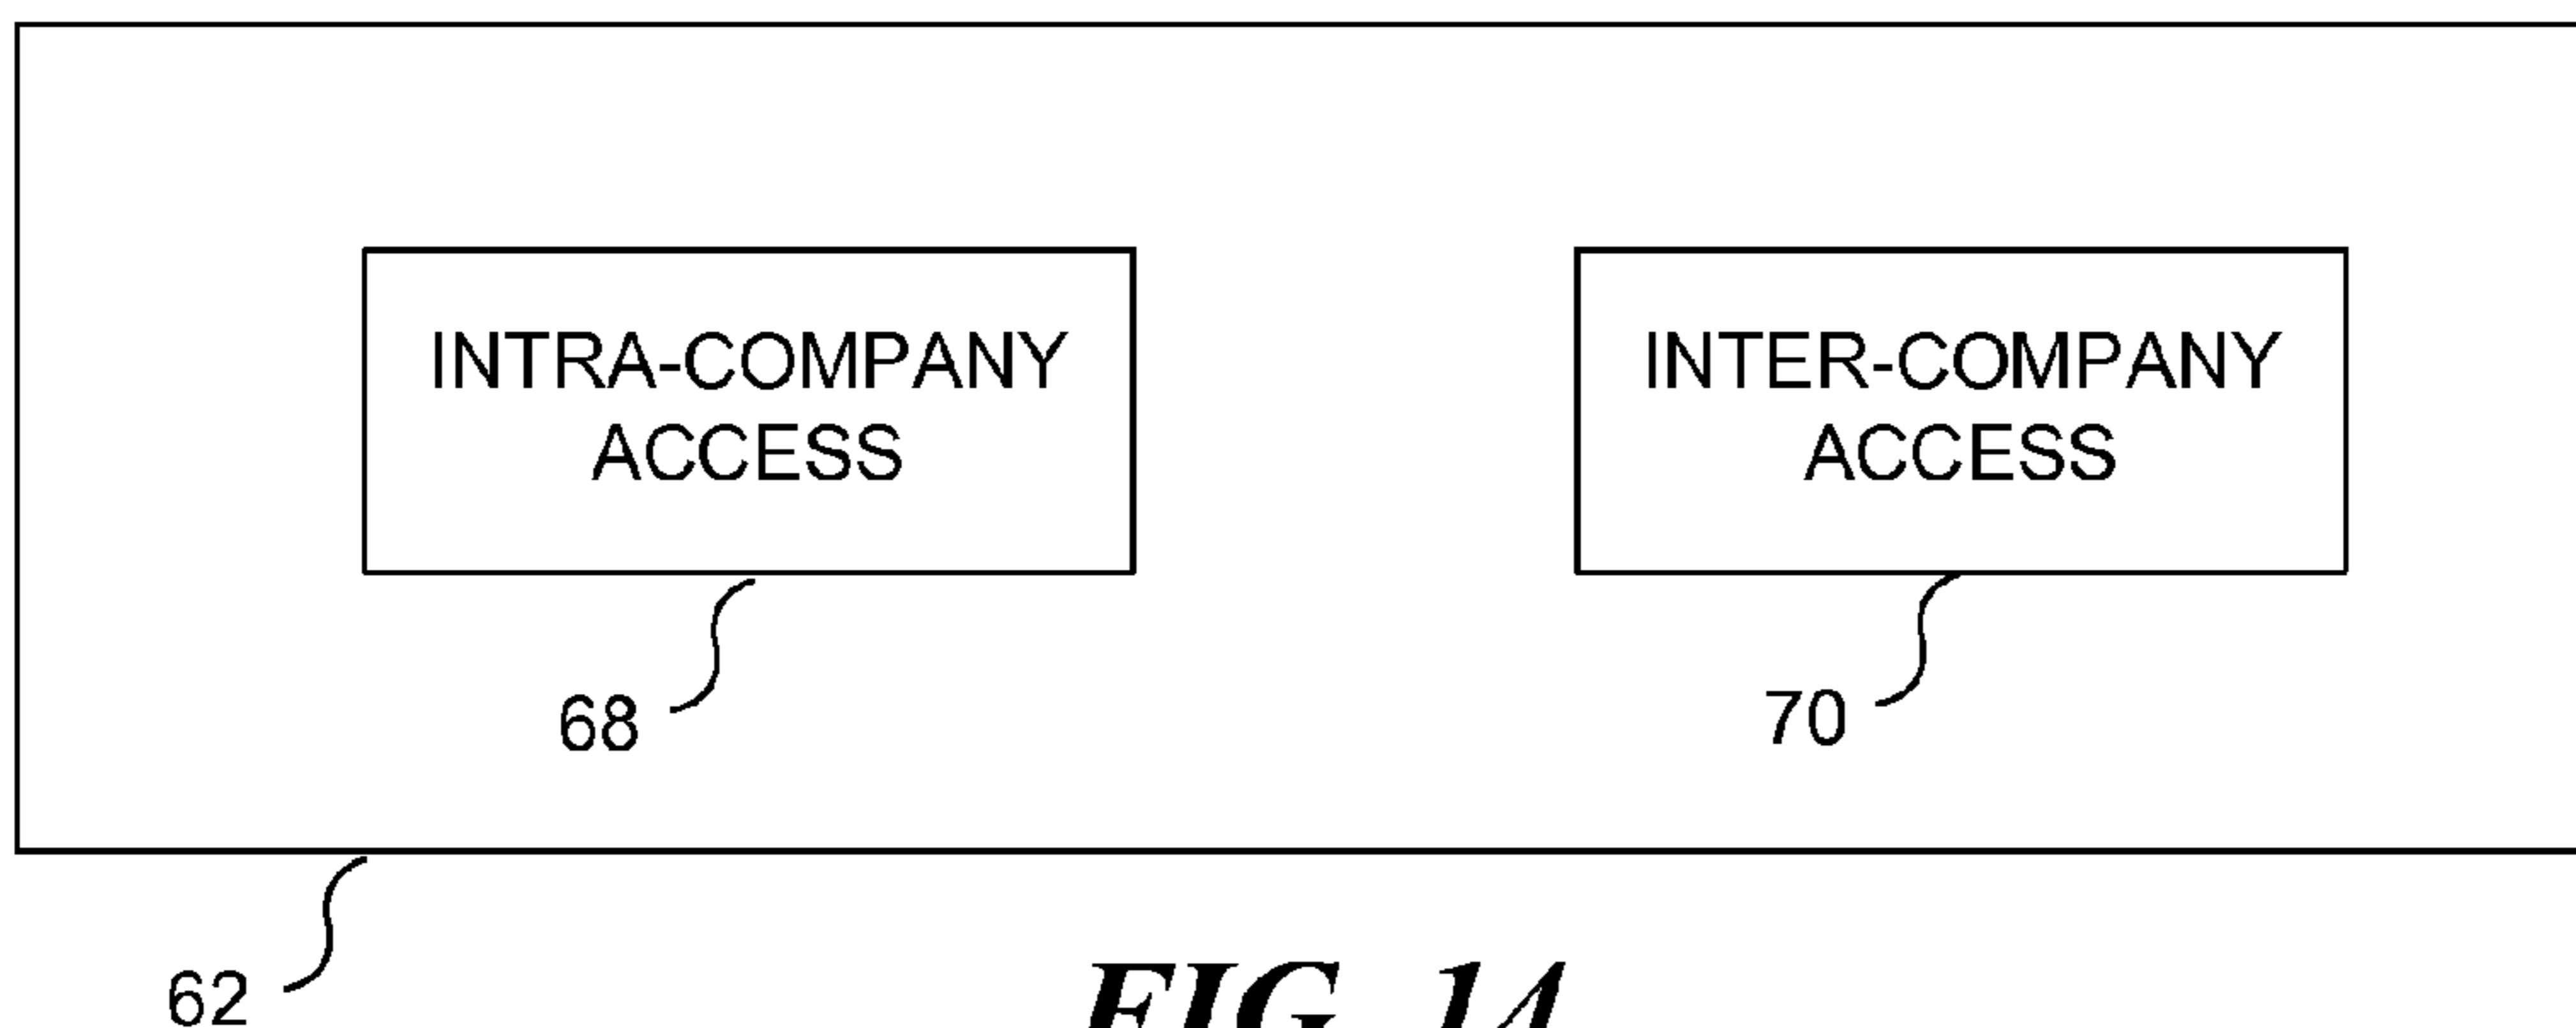 INTRA-COMPANY
ACCESS
INTER-COMPANY
ACCESS
68
70
62
FIG. 14